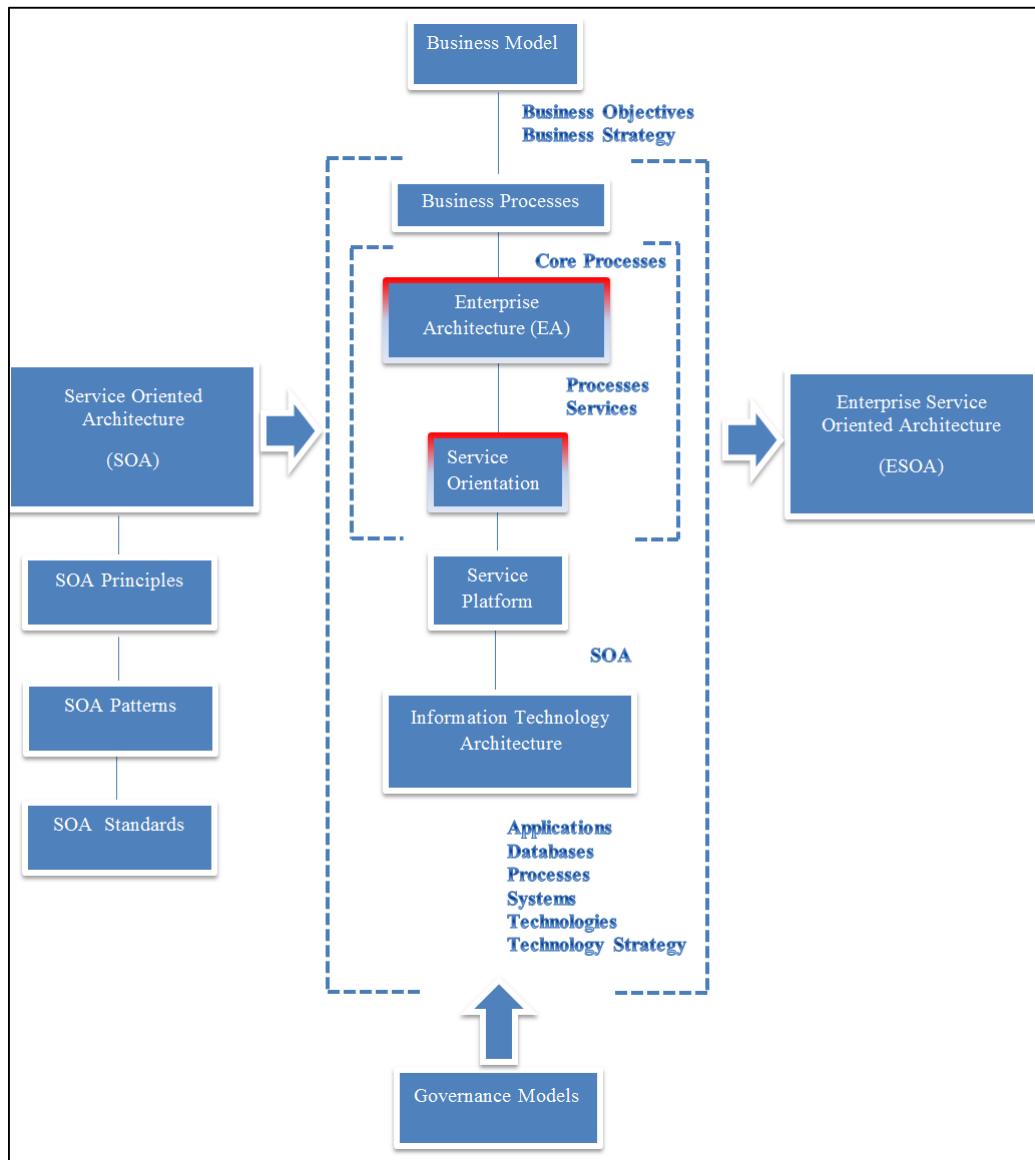 Business Model
Business Objectives
Business Strategy
Business Processes
Core Processes
Enterprise
Architecture (EA)
Processes
Services
Service Oriented
Architecture
(SOA)
Enterprise Service
Oriented Architecture
(ESOA)
Service
Orientation
SOA Principles
Service
Platform
SOA
SOA Patterns
Information Technology
Architecture
SOA Standards
Applications
Databases
Processes
Systems
Technologies
Technology Strategy
Governance Models